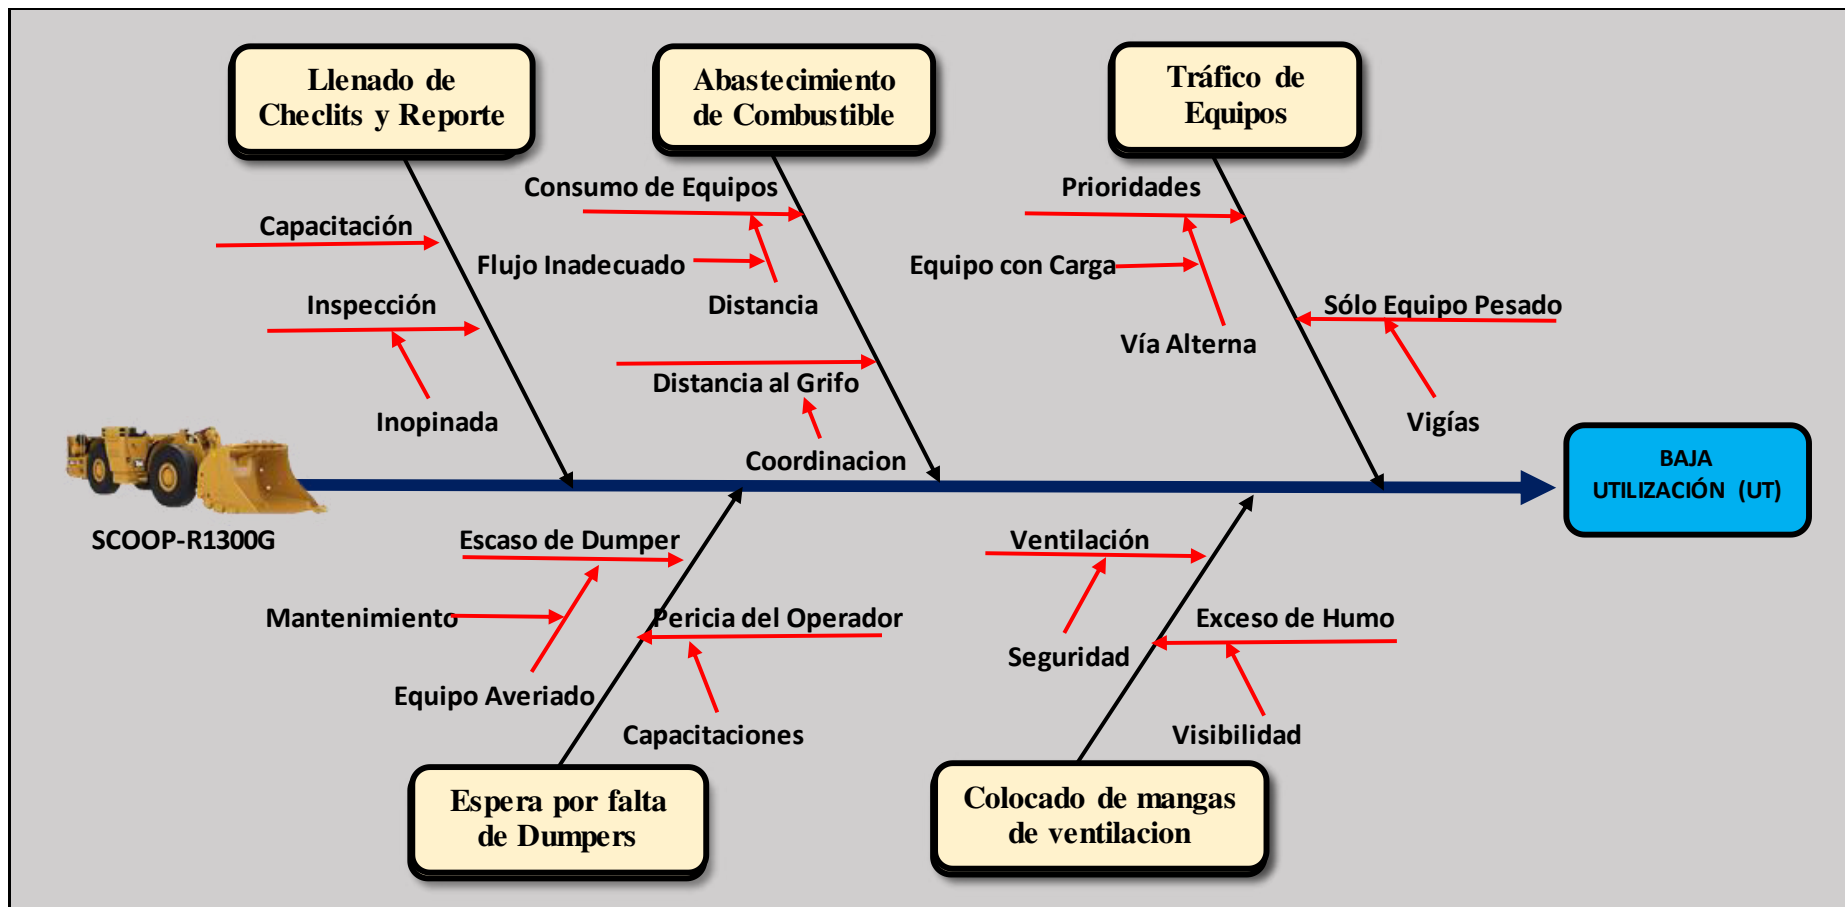 Llenado de
Checlits y Reporte
Abastecimiento
de Combustible
Tráfico de
Equipos
Consumo de Equipos
Prioridades
Capacitación
Flujo Inadecuado
Equipo con Carga
Inspección
Distancia
Sólo Equipo Pesado
Vía Alterna
Distancia al Grifo
Inopinada
Vigías
Coordinacion
BAJA
UTILIZACIÓN (UT)
SCOOP-R1300G
Escaso de Dumper
Ventilación
Mantenimiento
Pericia del Operador
Exceso de Humo
Seguridad
Equipo Averiado
Capacitaciones
Visibilidad
Espera por falta
de Dumpers
Colocado de mangas
de ventilacion